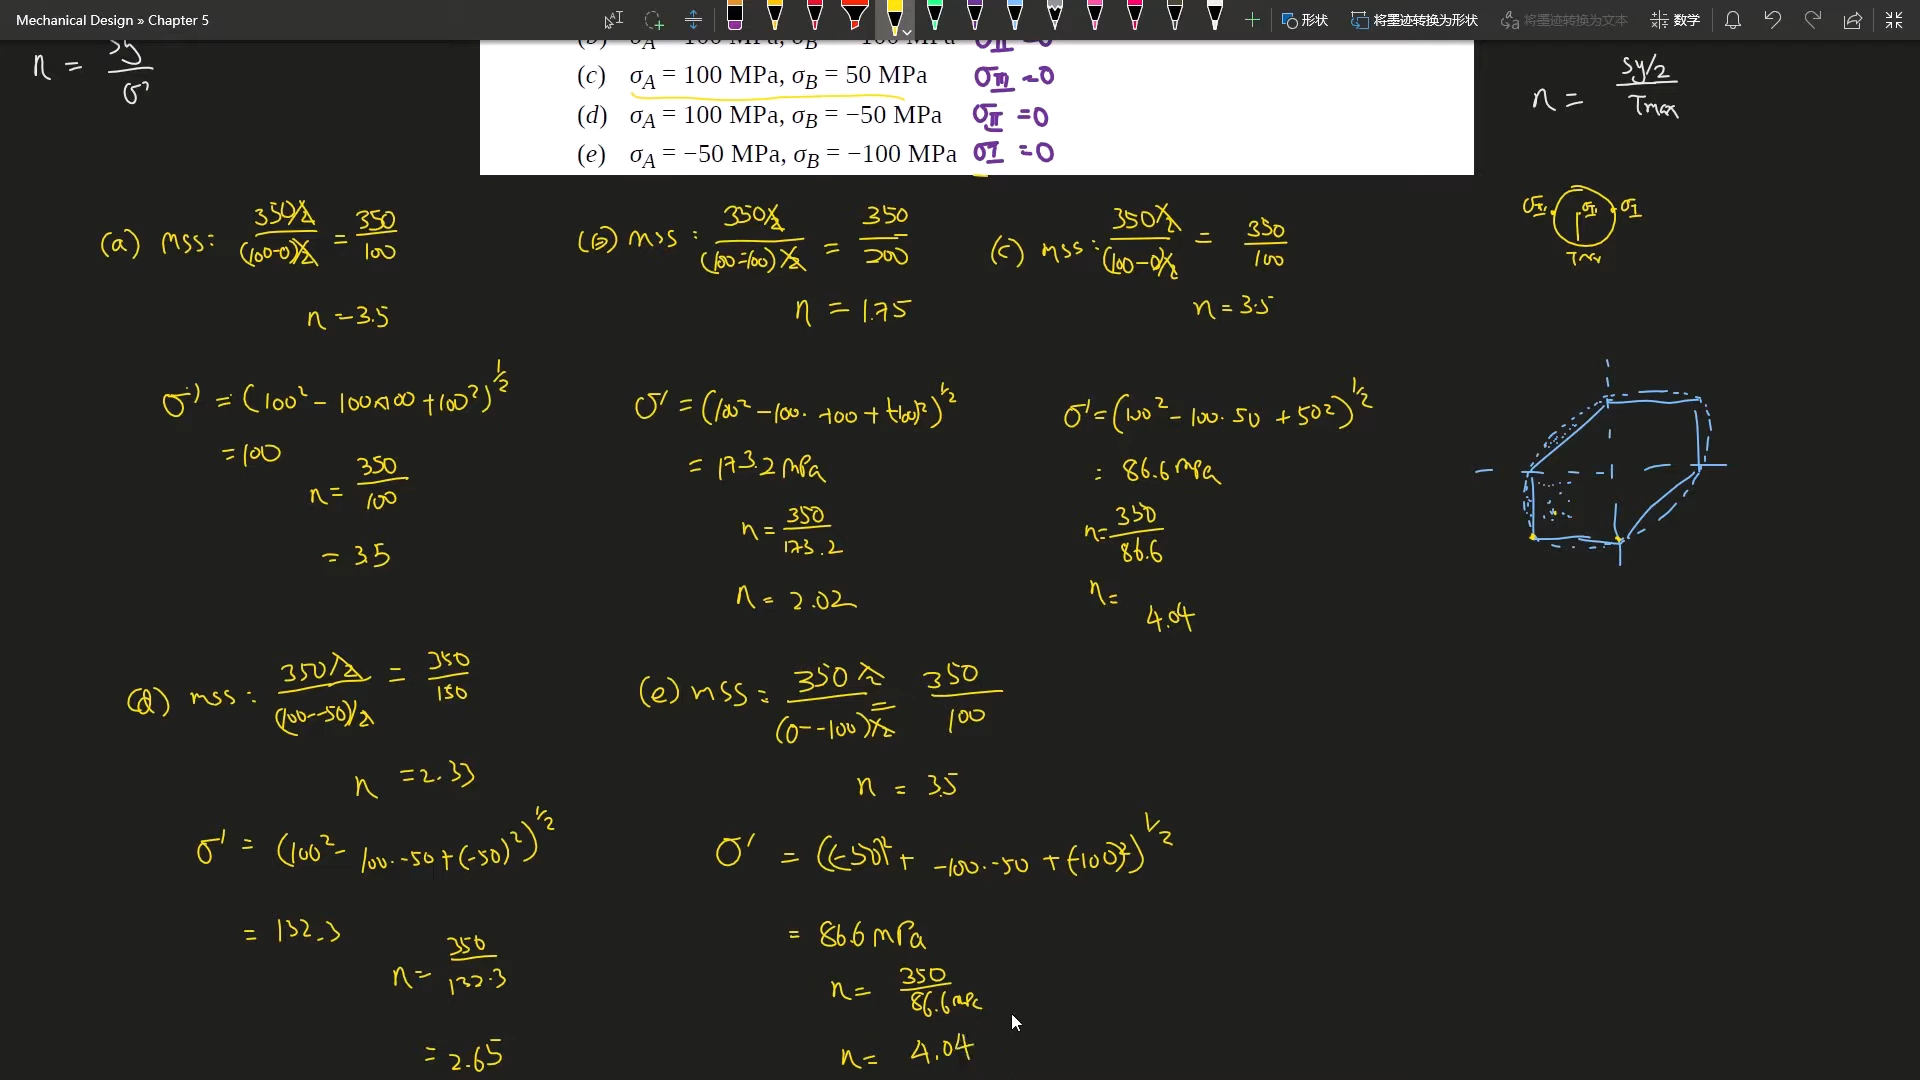 Mechanical Design » Chapter 5
形状
将墨迹转换为形状
将墨迹转换为文本
数学
n = Sy/σ'
(c) σA = 100 MPa, σB = 50 MPa σIII = 0
(d) σA = 100 MPa, σB = −50 MPa σII = 0
(e) σA = −50 MPa, σB = −100 MPa σI = 0
n = (Sy/2)/Tmax
σIII σII σI
Tmax
(a) mss: (350/2)/((100-0)/2) = 350/100
n = 3.5
(b) mss: (350/2)/((100--100)/2) = 350/200
n = 1.75
(c) mss: (350/2)/((100-0)/2) = 350/100
n = 3.5
σ' = (100² - 100×100 + 100²)^1/2
= 100
n = 350/100
= 3.5
σ' = (100² - 100·-100 + (-100)²)^1/2
= 173.2 mPa
n = 350/173.2
n = 2.02
σ' = (100² - 100·50 + 50²)^1/2
= 86.6 mPa
n = 350/86.6
n = 4.04
(d) mss: (350/2)/((100--50)/2) = 350/150
n = 2.33
(e) mss: (350/2)/((0--100)/2) = 350/100
n = 3.5
σ' = (100² - 100·-50 + (-50)²)^1/2
= 132.3
n = 350/132.3
= 2.65
σ' = ((-50)² + -100·-50 + (-100)²)^1/2
= 86.6 mPa
n = 350/86.6 mPa
n = 4.04